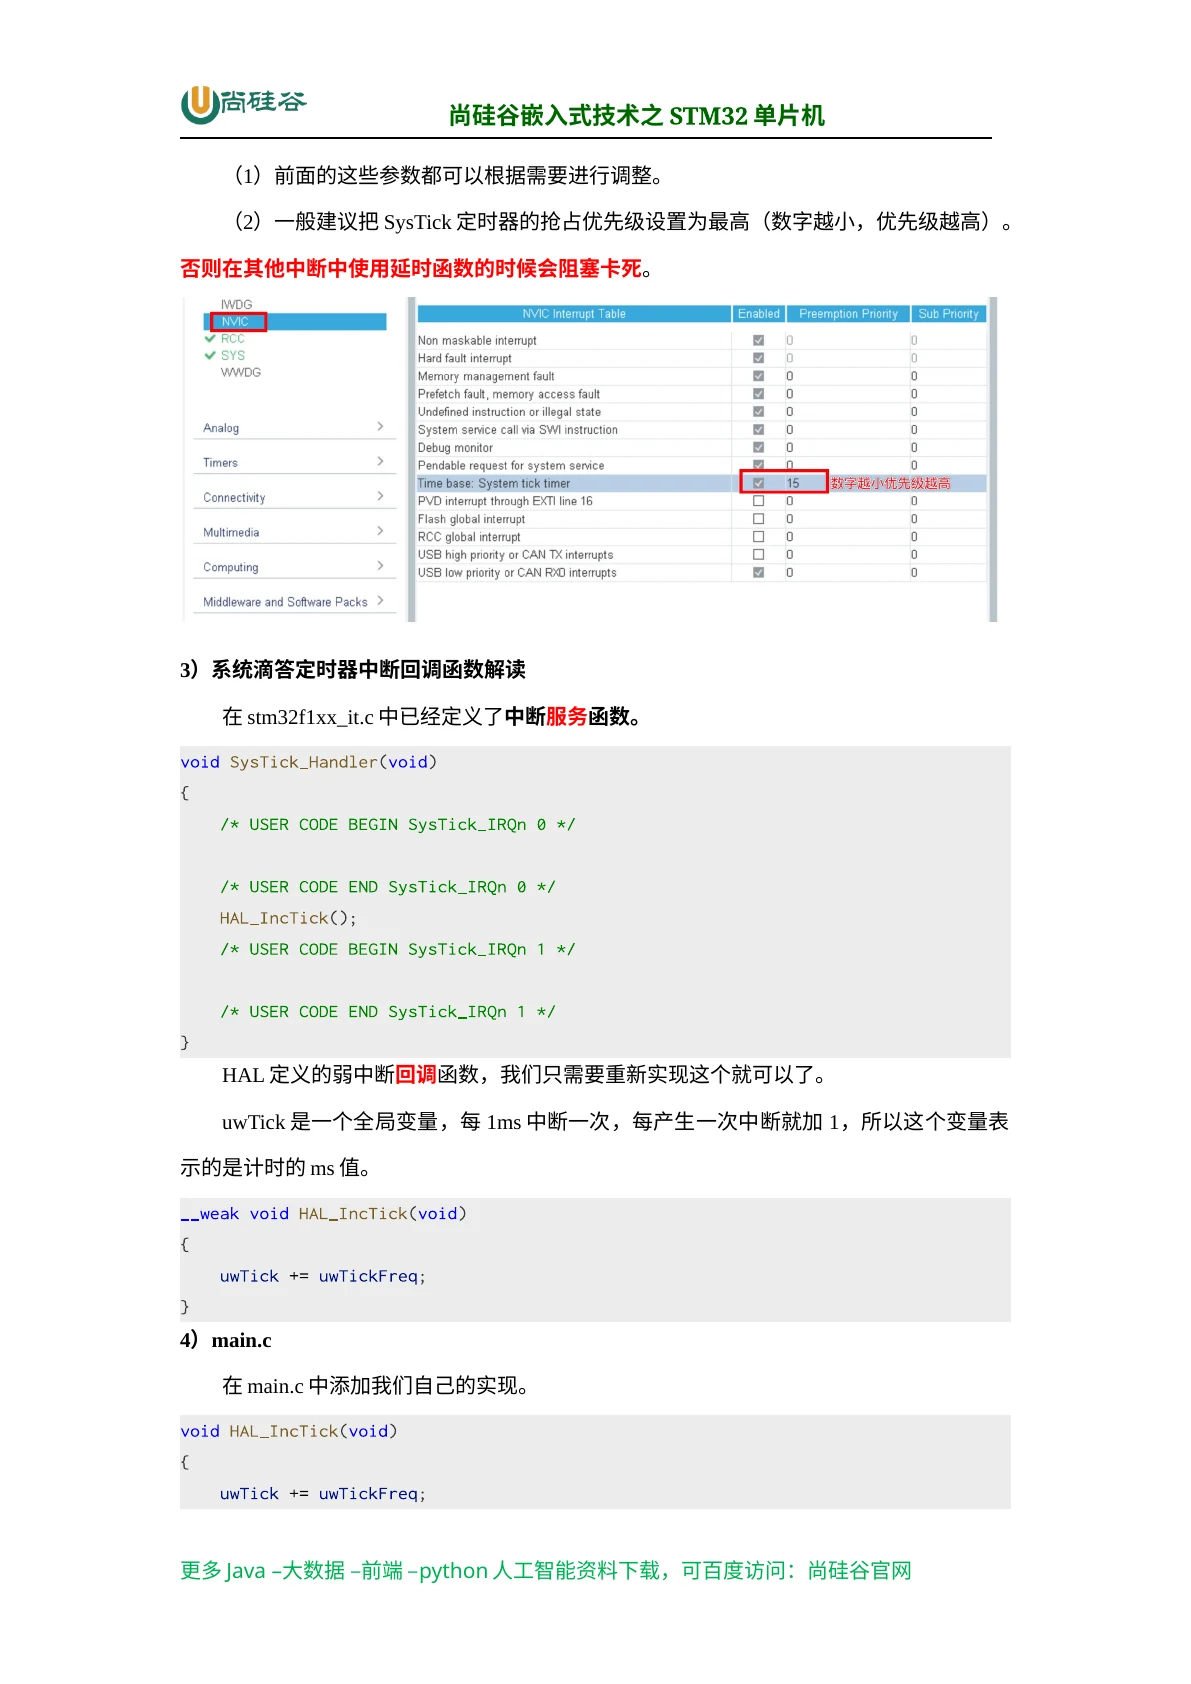 尚硅谷
尚硅谷嵌入式技术之 STM32 单片机
（1）前面的这些参数都可以根据需要进行调整。
（2）一般建议把 SysTick 定时器的抢占优先级设置为最高（数字越小，优先级越高）。
否则在其他中断中使用延时函数的时候会阻塞卡死。
IWDG
NVIC
RCC
SYS
WWDG
Analog
Timers
Connectivity
Multimedia
Computing
Middleware and Software Packs
NVIC Interrupt Table Enabled Preemption Priority Sub Priority
Non maskable interrupt 0 0
Hard fault interrupt 0 0
Memory management fault 0 0
Prefetch fault, memory access fault 0 0
Undefined instruction or illegal state 0 0
System service call via SWI instruction 0 0
Debug monitor 0 0
Pendable request for system service 0 0
Time base: System tick timer 15 数字越小优先级越高
PVD interrupt through EXTI line 16 0 0
Flash global interrupt 0 0
RCC global interrupt 0 0
USB high priority or CAN TX interrupts 0 0
USB low priority or CAN RX0 interrupts 0 0
3）系统滴答定时器中断回调函数解读
在 stm32f1xx_it.c 中已经定义了中断服务函数。
void SysTick_Handler(void)
{
/* USER CODE BEGIN SysTick_IRQn 0 */
/* USER CODE END SysTick_IRQn 0 */
HAL_IncTick();
/* USER CODE BEGIN SysTick_IRQn 1 */
/* USER CODE END SysTick_IRQn 1 */
}
HAL 定义的弱中断回调函数，我们只需要重新实现这个就可以了。
uwTick 是一个全局变量，每 1ms 中断一次，每产生一次中断就加 1，所以这个变量表
示的是计时的 ms 值。
__weak void HAL_IncTick(void)
{
uwTick += uwTickFreq;
}
4）main.c
在 main.c 中添加我们自己的实现。
void HAL_IncTick(void)
{
uwTick += uwTickFreq;
更多 Java –大数据 –前端 –python 人工智能资料下载，可百度访问：尚硅谷官网